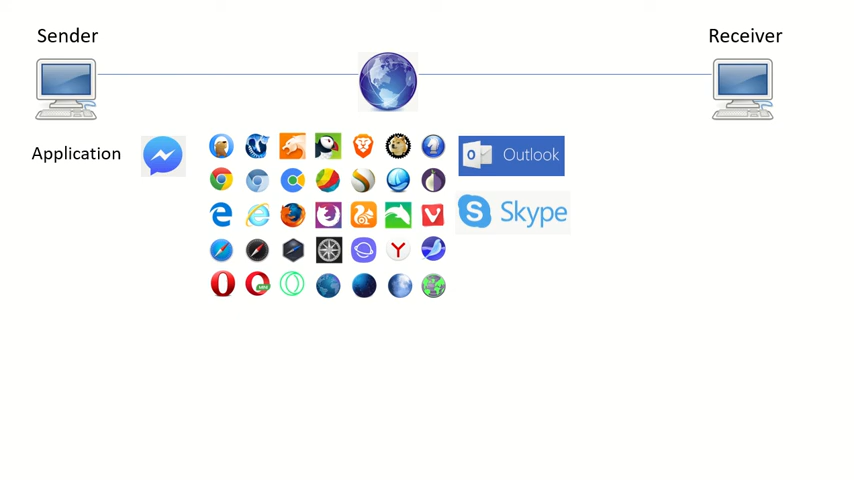 Sender
Receiver
Application
Outlook
Skype